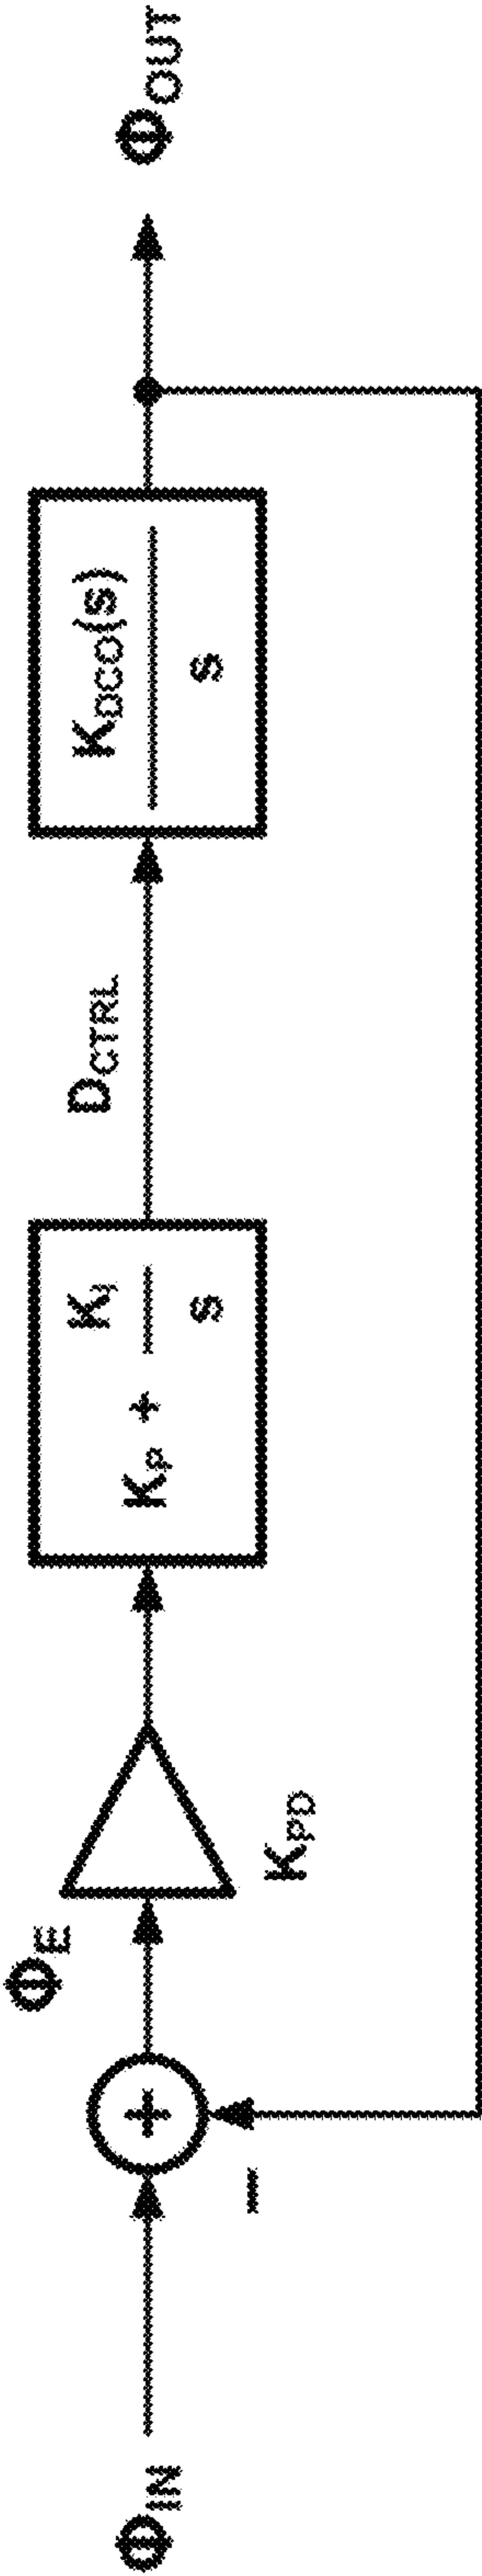 Φ_IN
+
−
Φ_E
K_PD
K_P + K_I / s
D_CTRL
K_DCO(s) / s
Φ_OUT